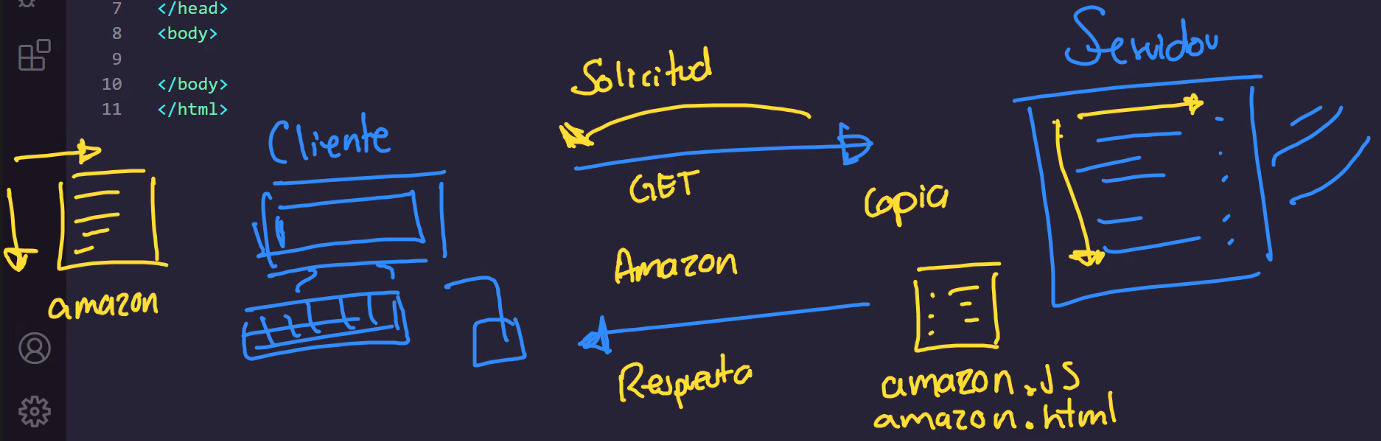 7 </head>
8 <body>
9
10 </body>
11 </html>
Cliente
amazon
Solicitud
GET
Amazon
Respuesta
Copia
amazon.JS
amazon.html
Servidor